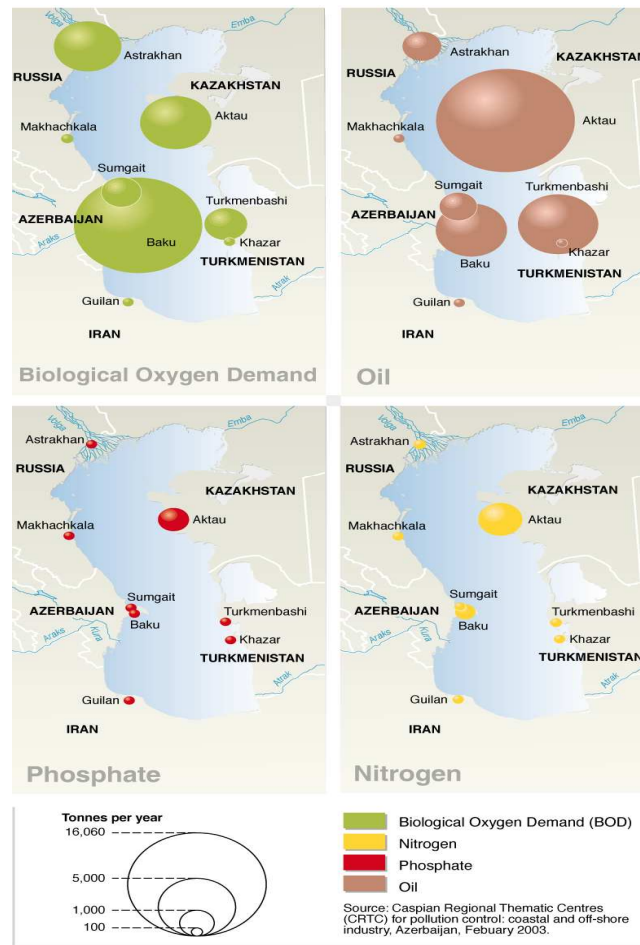 Volga
Astrakhan
RUSSIA
KAZAKHSTAN
Aktau
Makhachkala
Sumgait
Turkmenbashi
AZERBAIJAN
Araks
Baku
Khazar
TURKMENISTAN
Atrak
Guilan
IRAN
Biological Oxygen Demand
Volga
Emba
Astrakhan
KAZAKHSTAN
RUSSIA
Makhachkala
Aktau
Sumgait
Turkmenbashi
AZERBAIJAN
Araks
Khazar
Baku
TURKMENISTAN
Atrak
Guilan
IRAN
Oil
Volga
Emba
Astrakhan
RUSSIA
KAZAKHSTAN
Aktau
Makhachkala
Sumgait
AZERBAIJAN
Turkmenbashi
Baku
Araks
Kura
Khazar
TURKMENISTAN
Atrak
Guilan
IRAN
Phosphate
Volga
Emba
Astrakhan
RUSSIA
KAZAKHSTAN
Aktau
Makhachkala
Sumgait
AZERBAIJAN
Turkmenbashi
Baku
Araks
Kura
Khazar
TURKMENISTAN
Atrak
Guilan
IRAN
Nitrogen
Tonnes per year
16,060
5,000
1,000
100
Biological Oxygen Demand (BOD)
Nitrogen
Phosphate
Oil
Source: Caspian Regional Thematic Centres
(CRTC) for pollution control: coastal and off-shore
industry, Azerbaijan, Febuary 2003.